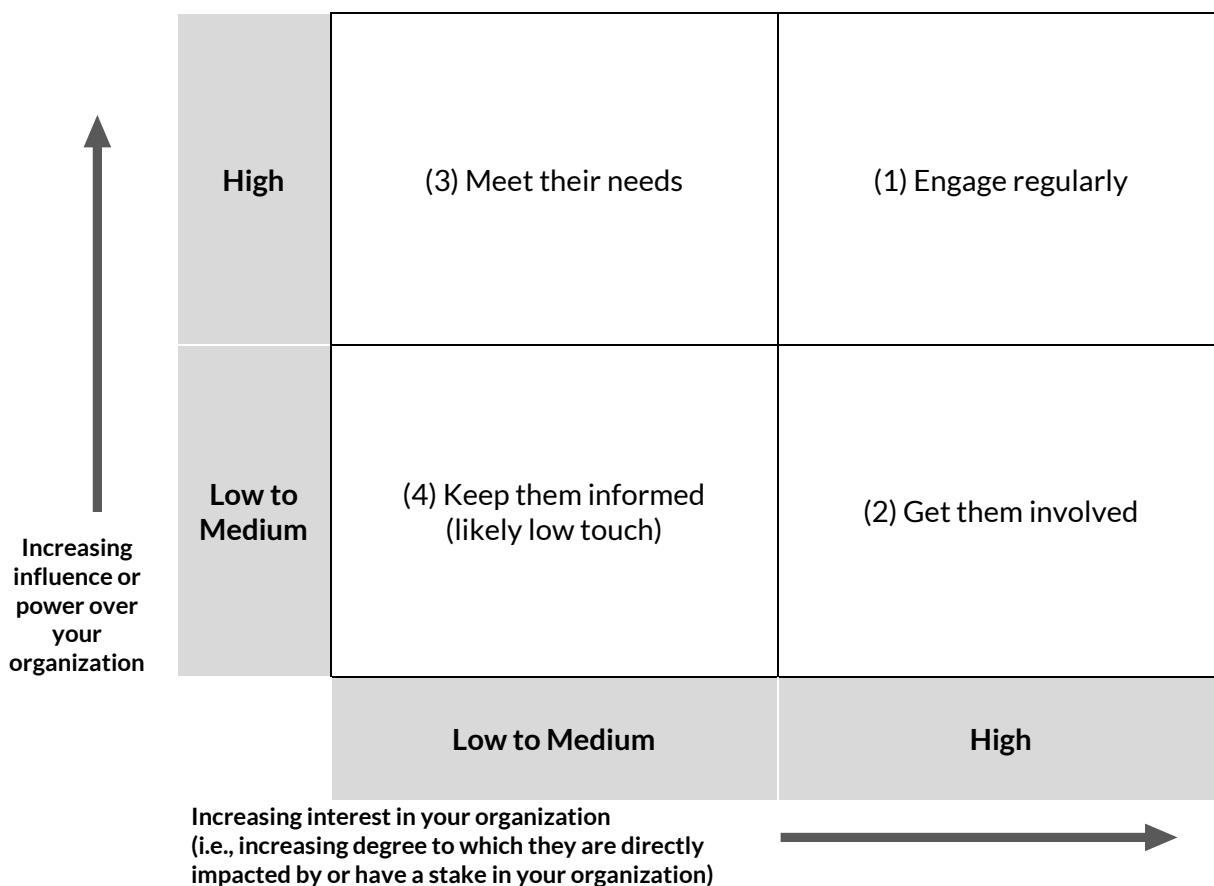 High
(3) Meet their needs
(1) Engage regularly
Low to
Medium
(4) Keep them informed
(likely low touch)
(2) Get them involved
Increasing
influence or
power over
your
organization
Low to Medium
High
Increasing interest in your organization
(i.e., increasing degree to which they are directly
impacted by or have a stake in your organization)